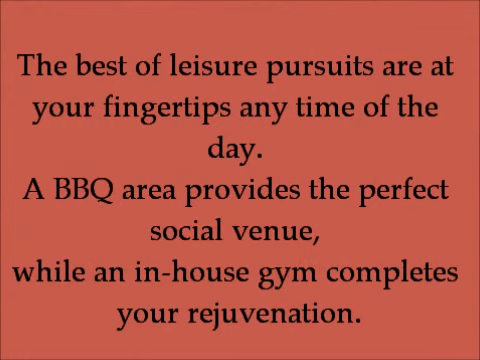 The best of leisure pursuits are at
your fingertips any time of the
day.
A BBQ area provides the perfect
social venue,
while an in-house gym completes
your rejuvenation.